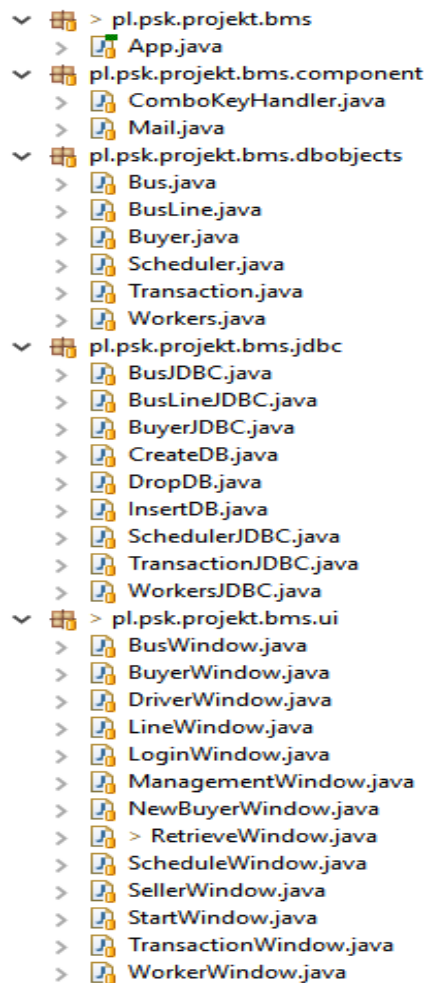 > pl.psk.projekt.bms
App.java
pl.psk.projekt.bms.component
ComboKeyHandler.java
Mail.java
pl.psk.projekt.bms.dbobjects
Bus.java
BusLine.java
Buyer.java
Scheduler.java
Transaction.java
Workers.java
pl.psk.projekt.bms.jdbc
BusJDBC.java
BusLineJDBC.java
BuyerJDBC.java
CreateDB.java
DropDB.java
InsertDB.java
SchedulerJDBC.java
TransactionJDBC.java
WorkersJDBC.java
> pl.psk.projekt.bms.ui
BusWindow.java
BuyerWindow.java
DriverWindow.java
LineWindow.java
LoginWindow.java
ManagementWindow.java
NewBuyerWindow.java
> RetrieveWindow.java
ScheduleWindow.java
SellerWindow.java
StartWindow.java
TransactionWindow.java
WorkerWindow.java